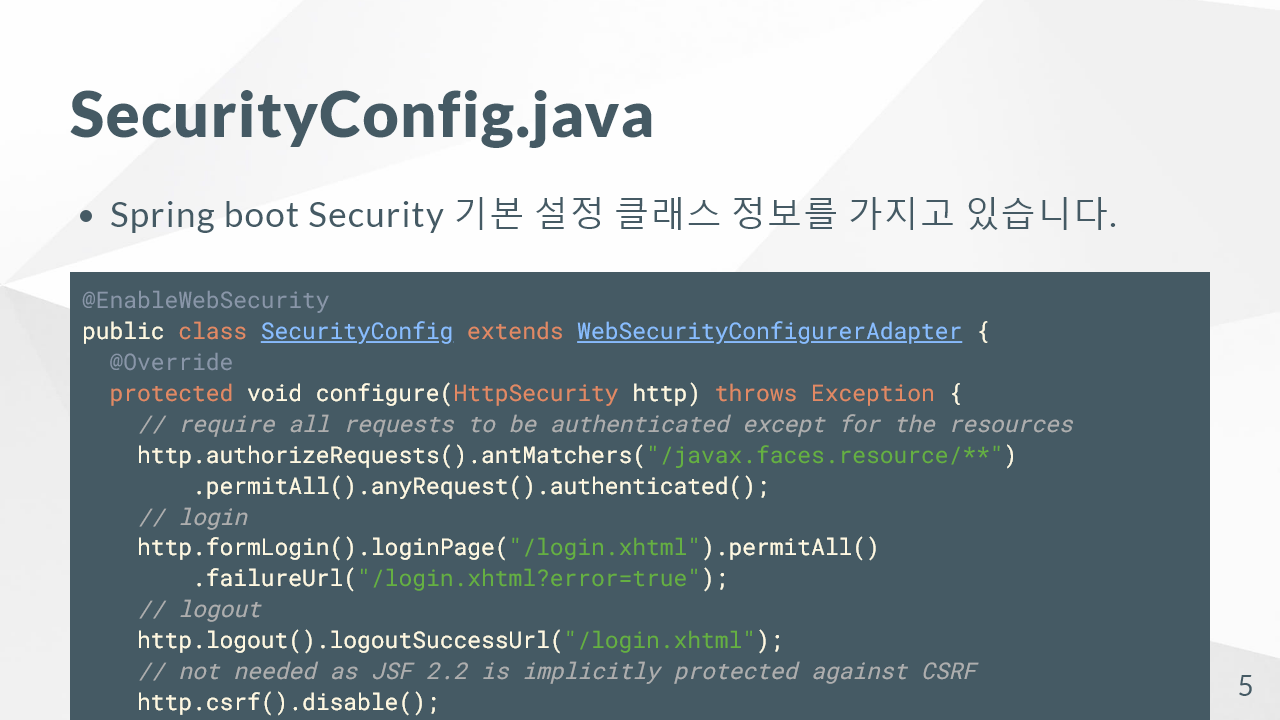 SecurityConfig.java
• Spring boot Security 기본 설정 클래스 정보를 가지고 있습니다.
@EnableWebSecurity
public class SecurityConfig extends WebSecurityConfigurerAdapter {
  @Override
  protected void configure(HttpSecurity http) throws Exception {
    // require all requests to be authenticated except for the resources
    http.authorizeRequests().antMatchers("/javax.faces.resource/**")
        .permitAll().anyRequest().authenticated();
    // login
    http.formLogin().loginPage("/login.xhtml").permitAll()
        .failureUrl("/login.xhtml?error=true");
    // logout
    http.logout().logoutSuccessUrl("/login.xhtml");
    // not needed as JSF 2.2 is implicitly protected against CSRF
    http.csrf().disable();
5